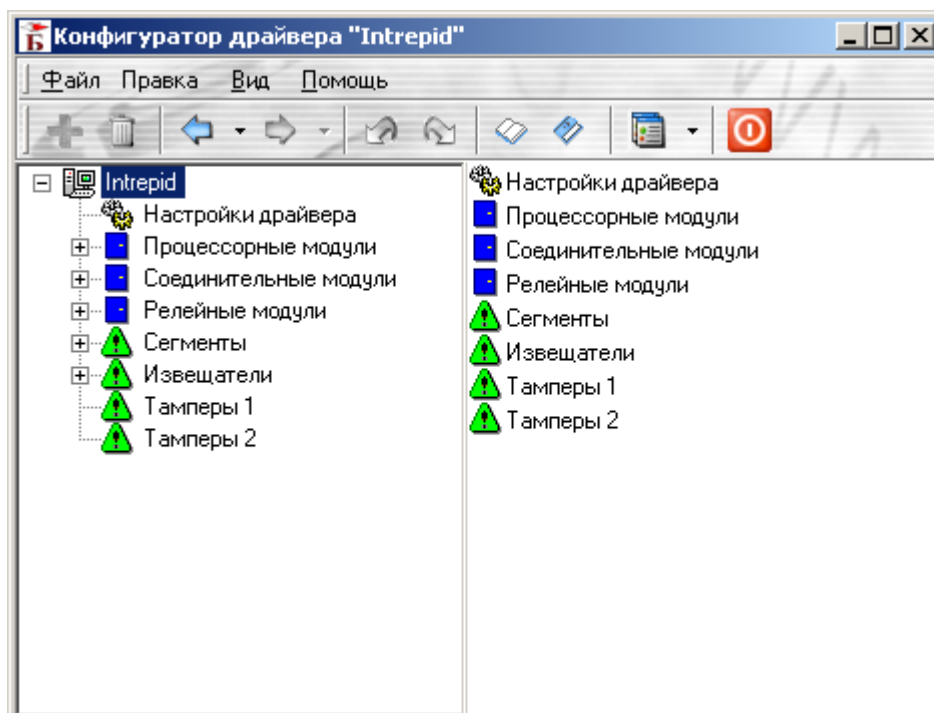 Конфигуратор драйвера "Intrepid"
Файл Правка Вид Помощь
Intrepid
Настройки драйвера
Процессорные модули
Соединительные модули
Релейные модули
Сегменты
Извещатели
Тамперы 1
Тамперы 2
Настройки драйвера
Процессорные модули
Соединительные модули
Релейные модули
Сегменты
Извещатели
Тамперы 1
Тамперы 2